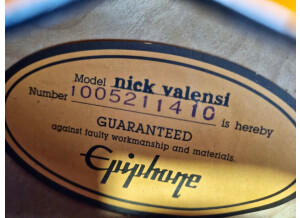 Model nick valensi
Number 1005211410 is hereby
GUARANTEED
against faulty workmanship and materials.
Epiphone